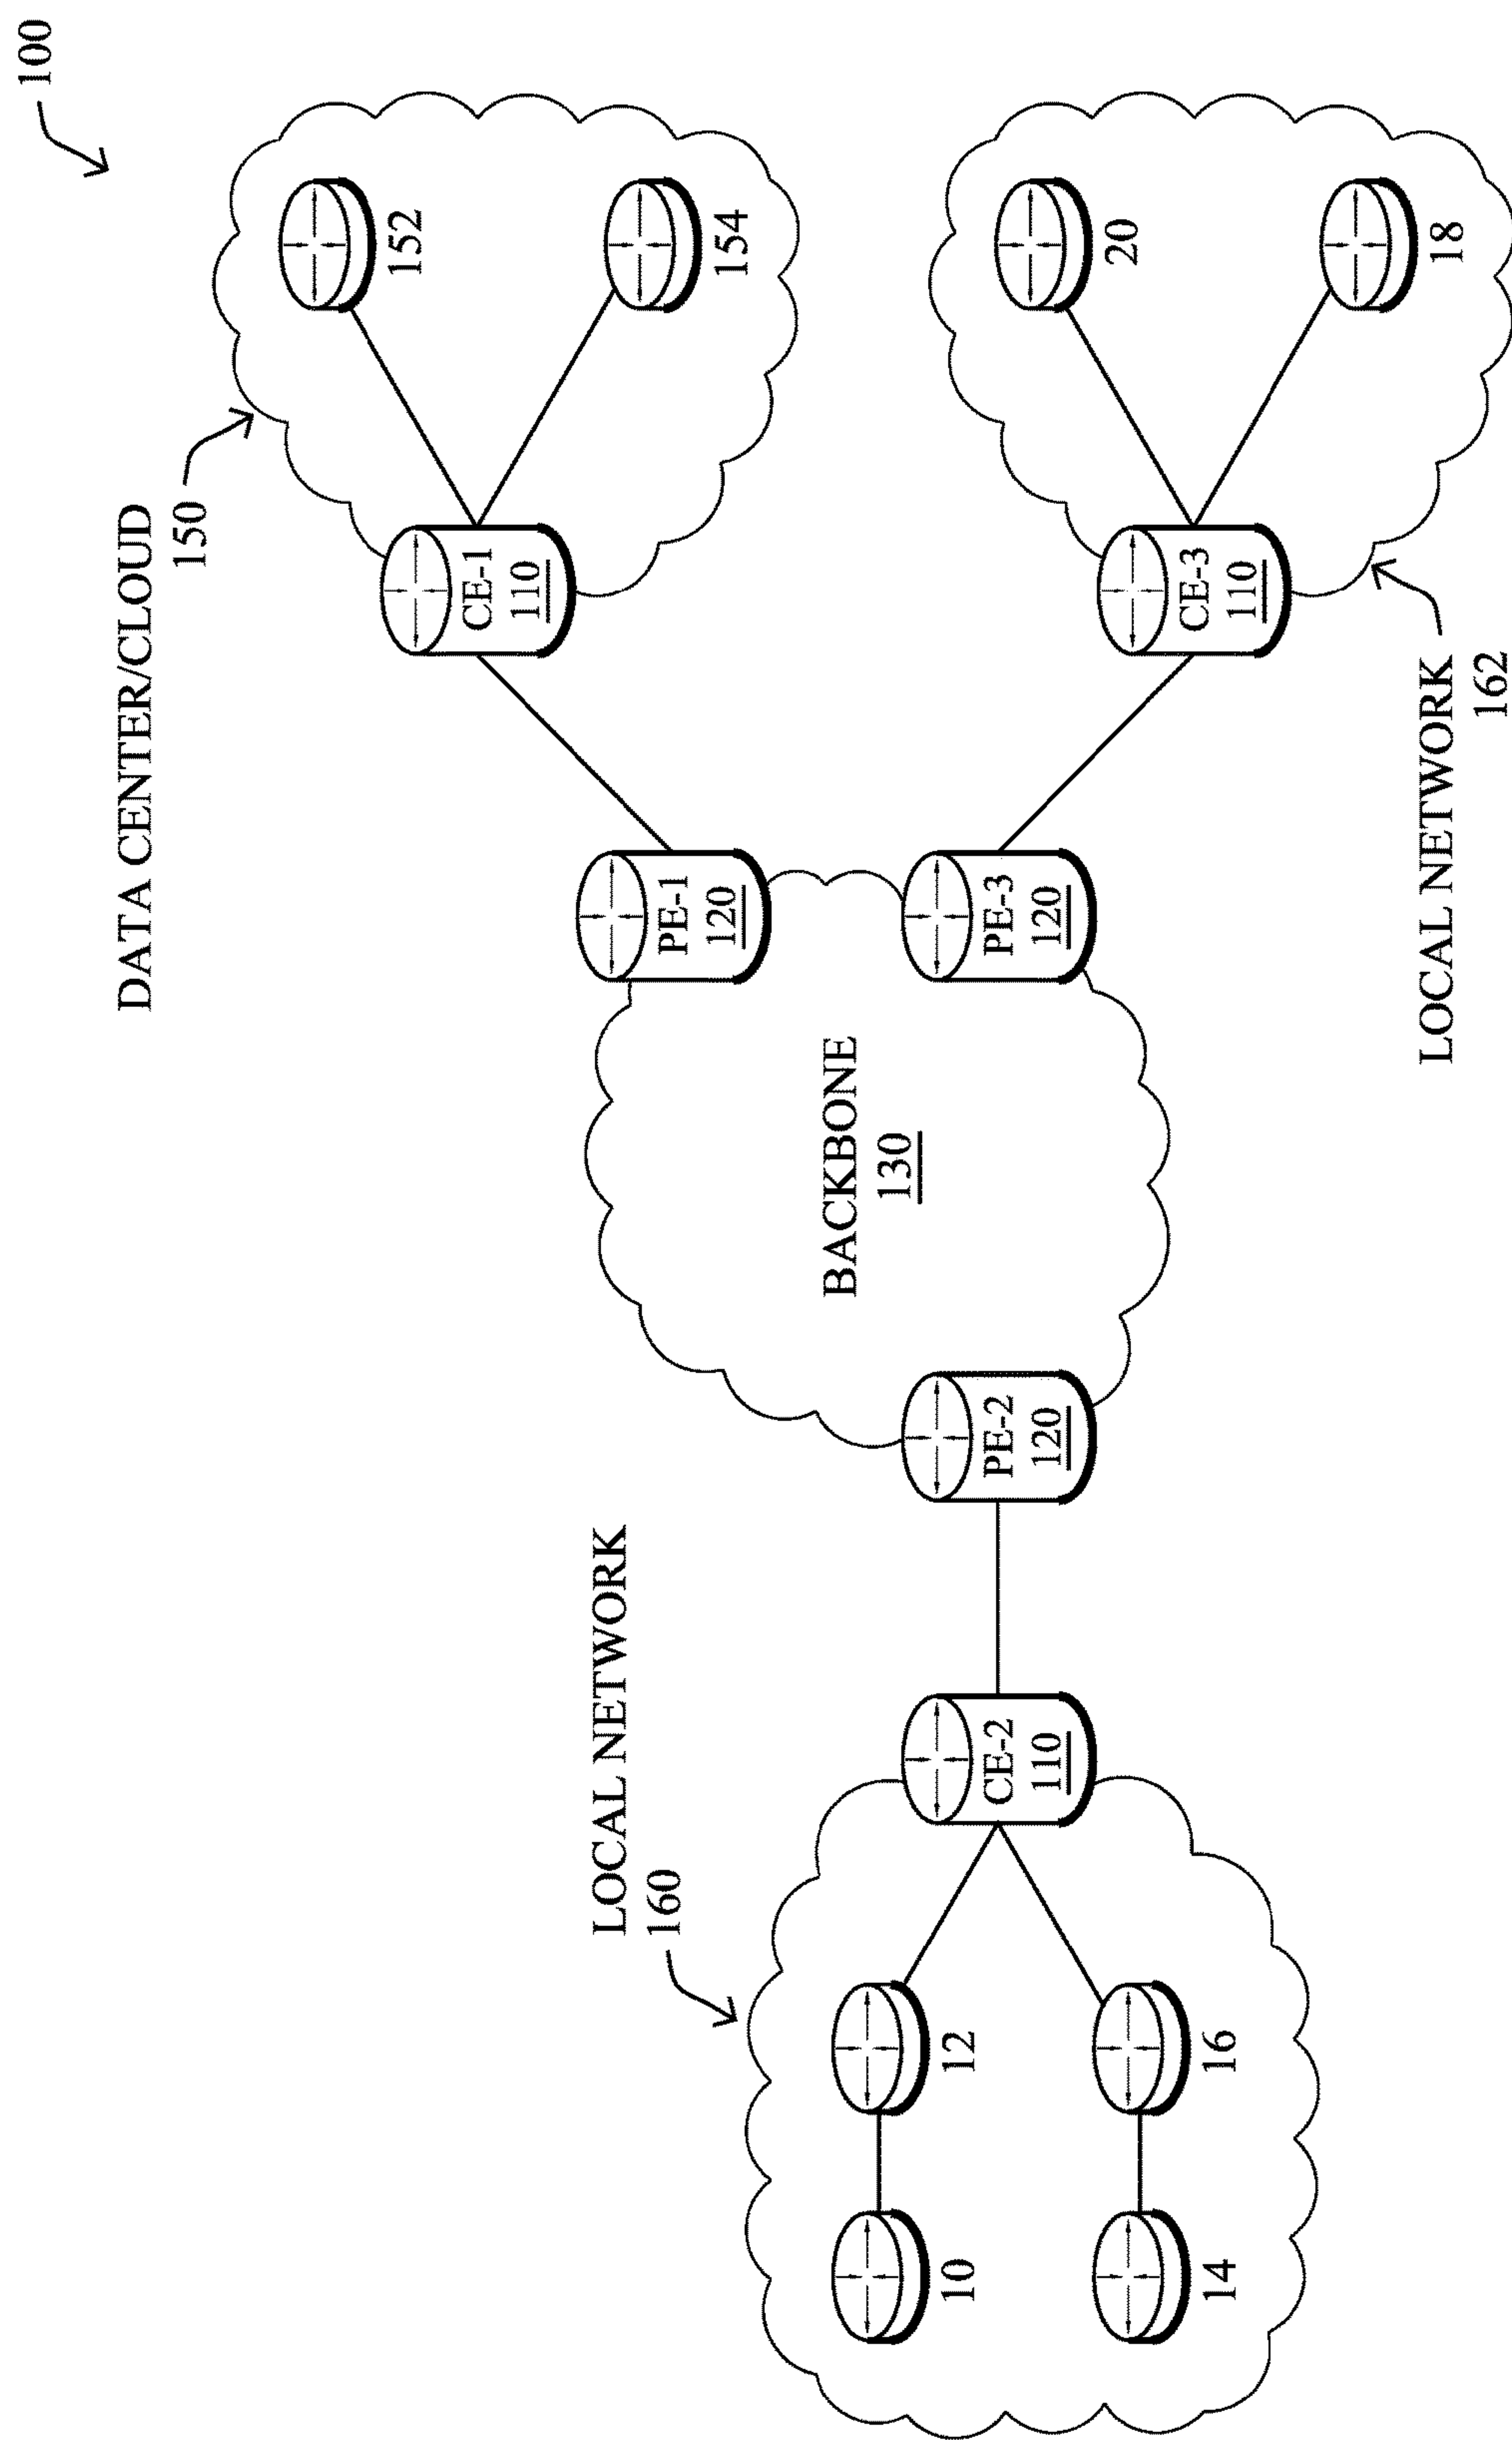 100
DATA CENTER/CLOUD
150
152
154
CE-1
110
PE-1
120
LOCAL NETWORK
160
BACKBONE
130
10
12
CE-2
110
PE-2
120
PE-3
120
CE-3
110
20
14
16
18
LOCAL NETWORK
162